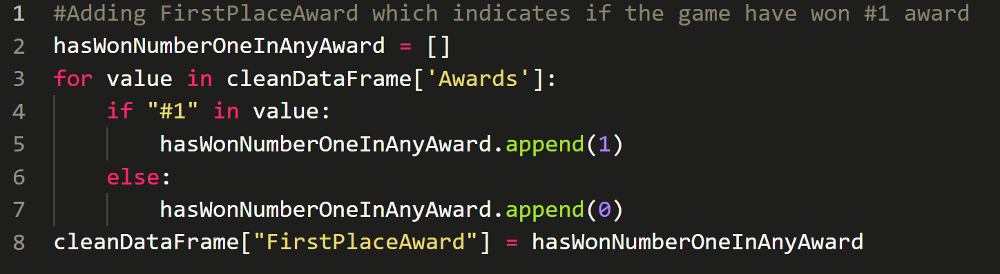 1 #Adding FirstPlaceAward which indicates if the game have won #1 award
2 hasWonNumberOneInAnyAward = []
3 for value in cleanDataFrame['Awards']:
4     if "#1" in value:
5         hasWonNumberOneInAnyAward.append(1)
6     else:
7         hasWonNumberOneInAnyAward.append(0)
8 cleanDataFrame["FirstPlaceAward"] = hasWonNumberOneInAnyAward